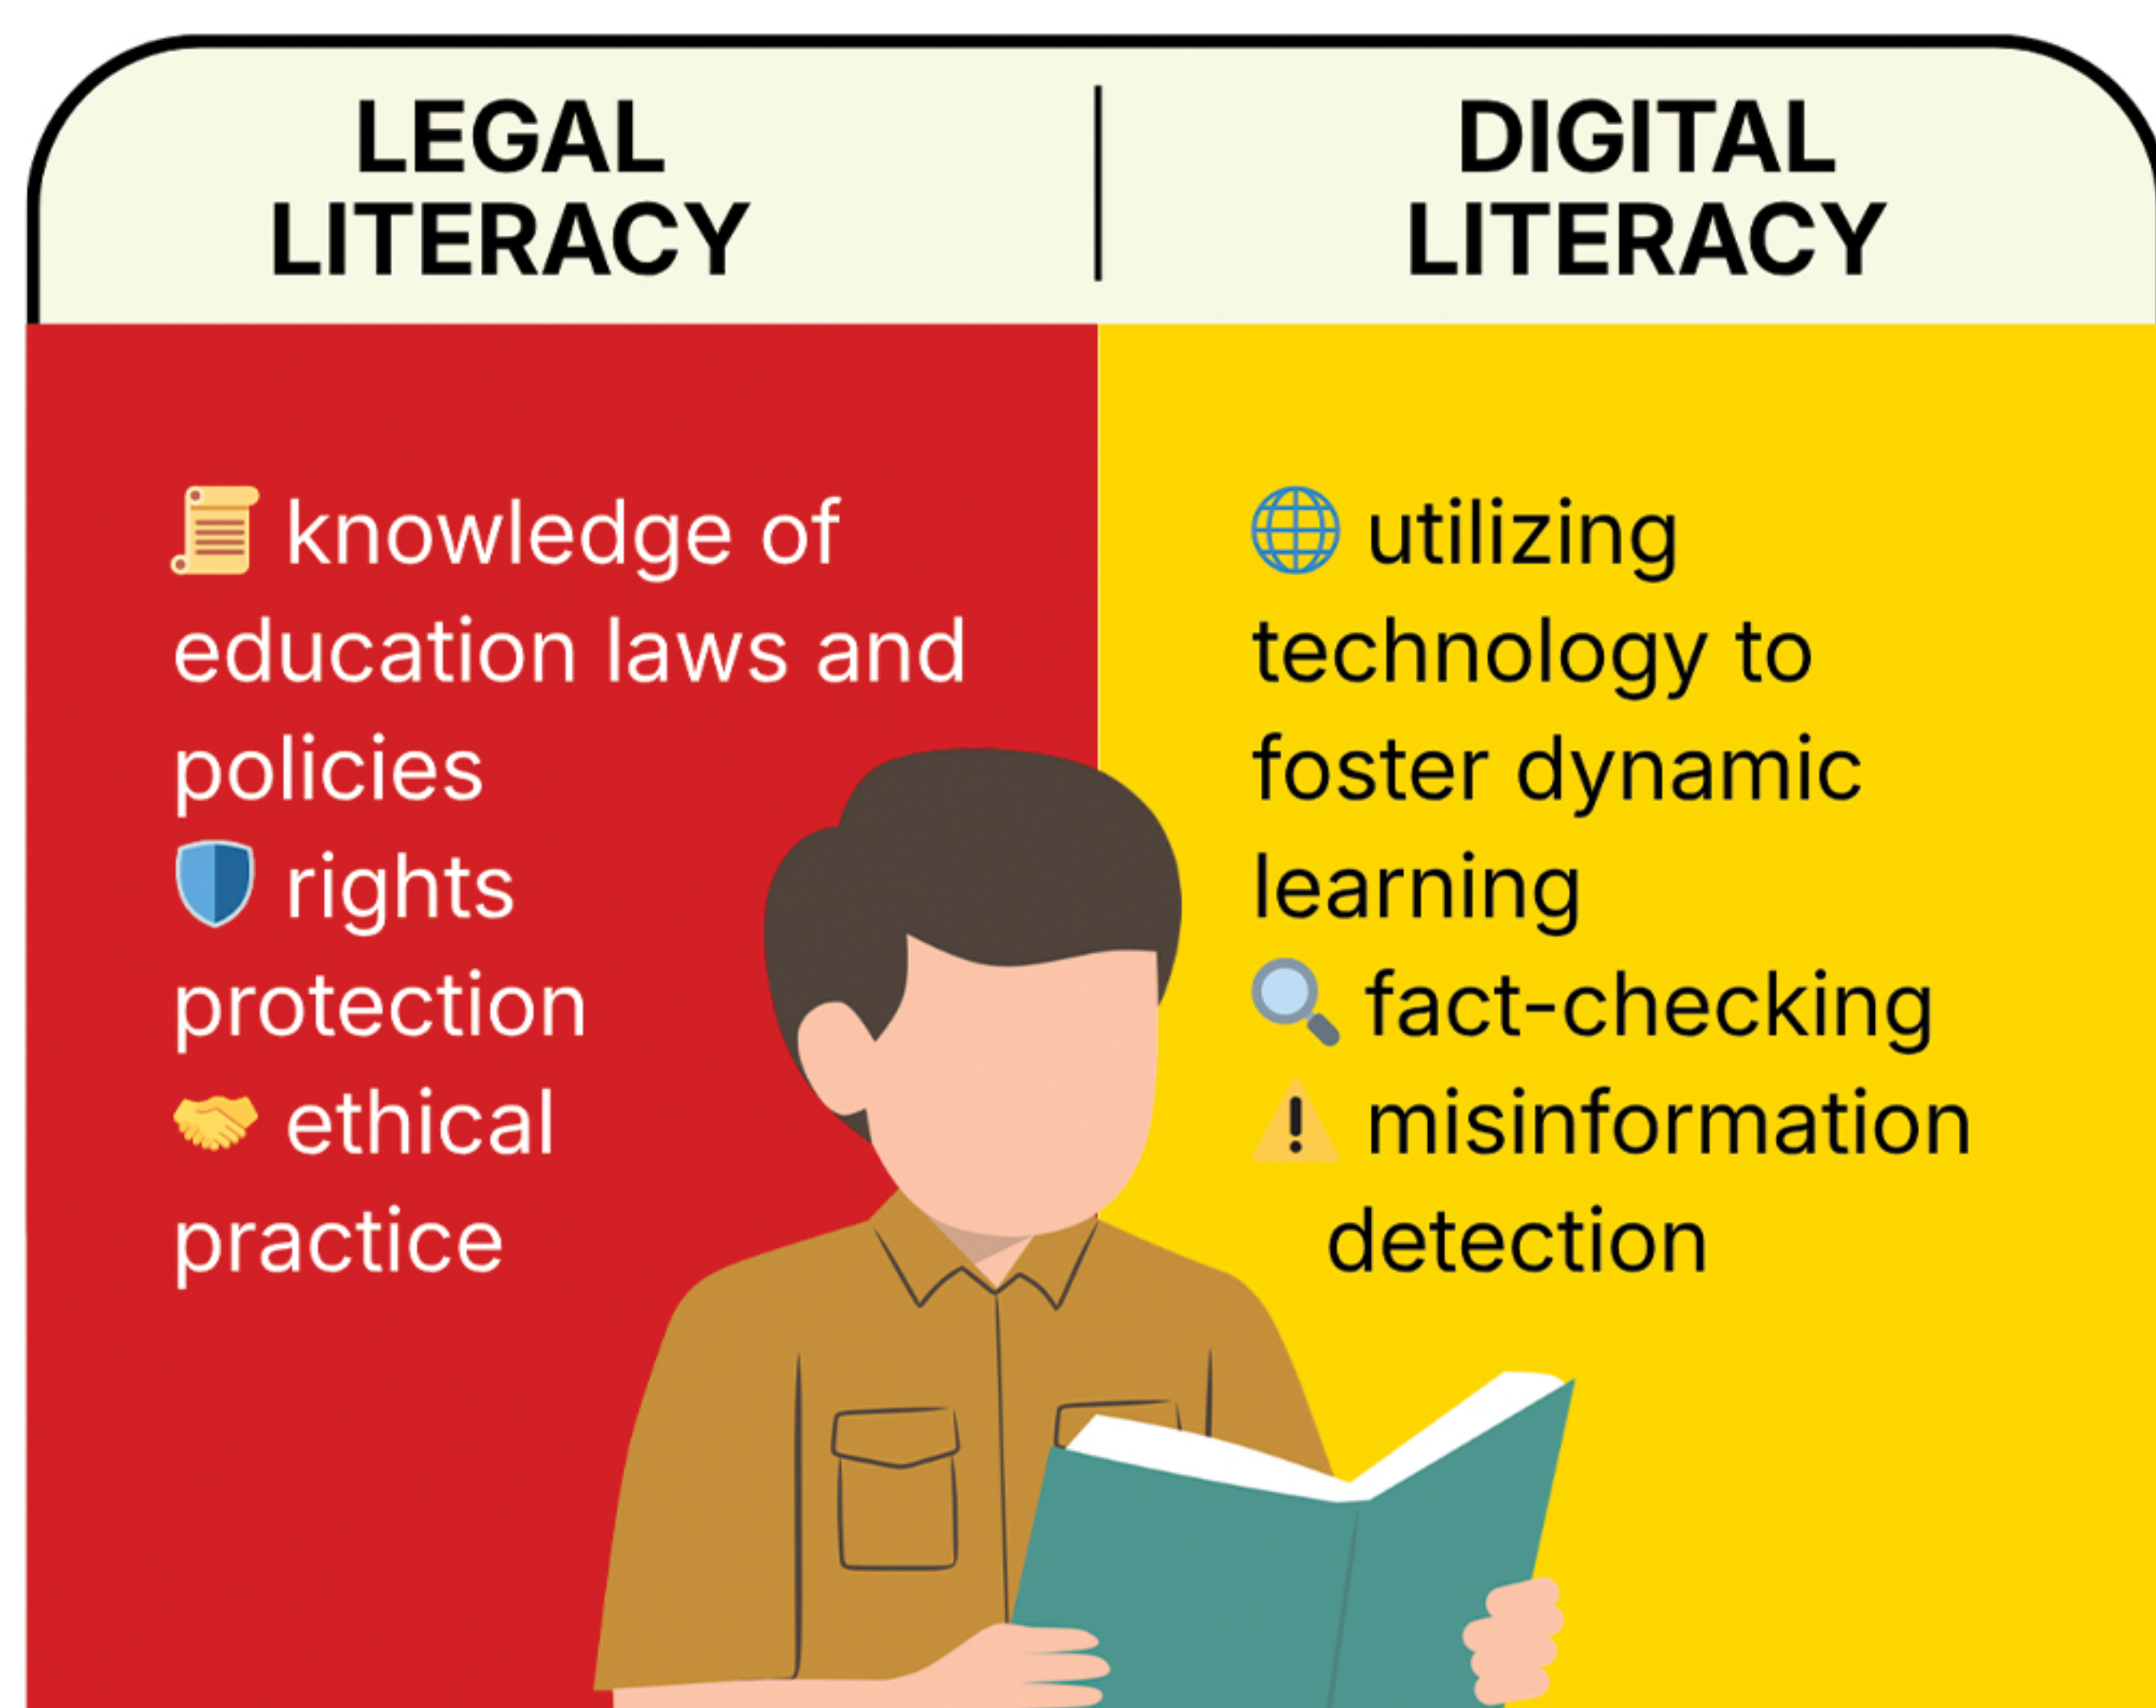 LEGAL
LITERACY
DIGITAL
LITERACY
📜 knowledge of
education laws and
policies
🛡️ rights
protection
🤝 ethical
practice
🌐 utilizing
technology to
foster dynamic
learning
🔍 fact-checking
⚠️ misinformation
detection